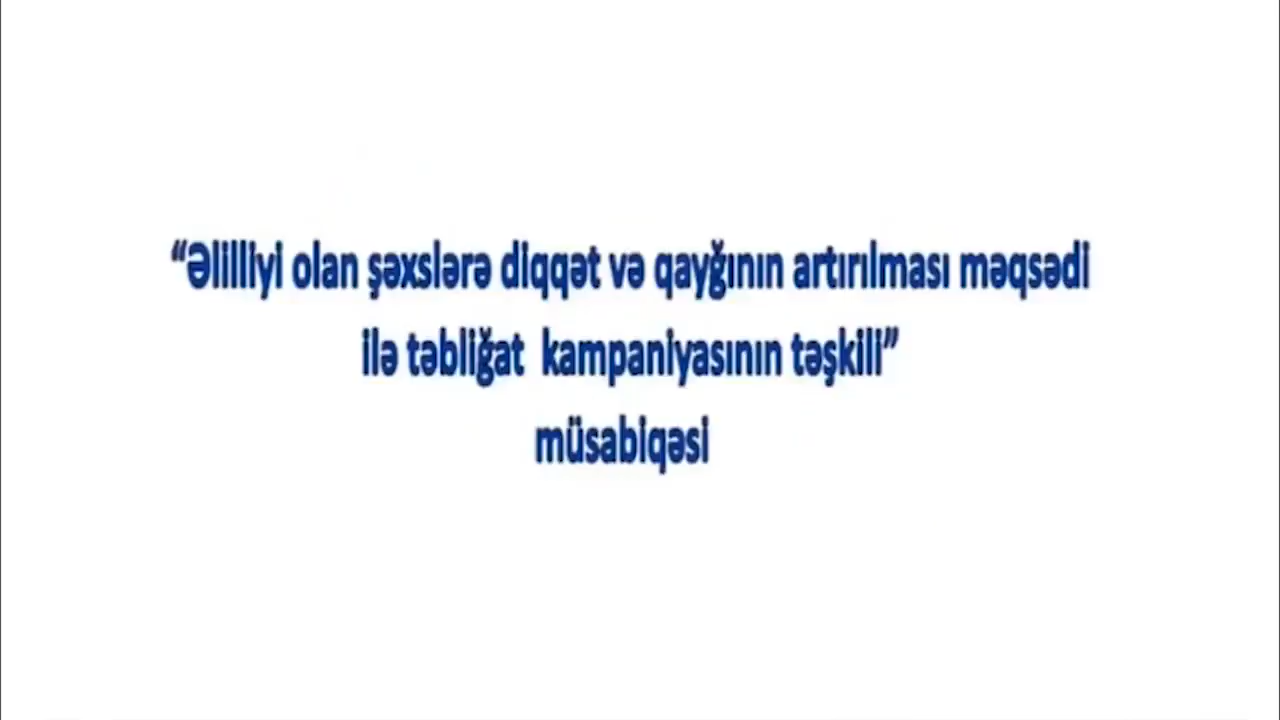 “Əlilliyi olan şəxslərə diqqət və qayğının artırılması məqsədi
ilə təbliğat kampaniyasının təşkili”
müsabiqəsi